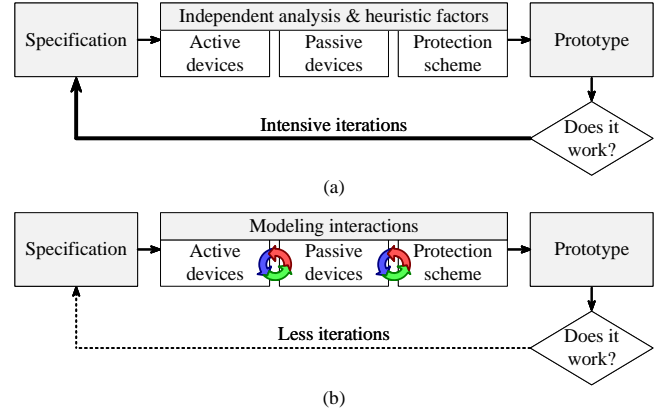 Independent analysis & heuristic factors
Specification
Active
devices
Passive
devices
Protection
scheme
Prototype
Intensive iterations
Does it
work?
(a)
Modeling interactions
Specification
Active
devices
Passive
devices
Protection
scheme
Prototype
Less iterations
Does it
work?
(b)